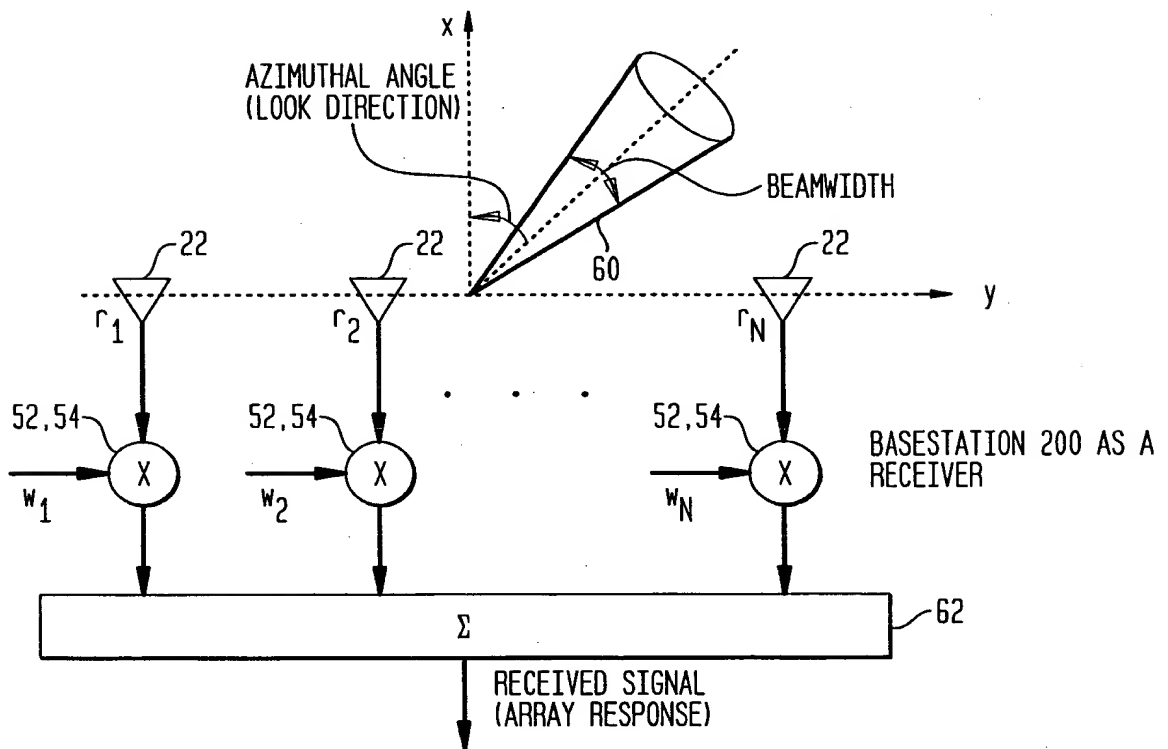 x
AZIMUTHAL ANGLE
(LOOK DIRECTION)
BEAMWIDTH
60
22
22
22
y
r1
r2
rN
. . .
52,54
52,54
52,54
X
X
X
w1
w2
wN
BASESTATION 200 AS A
RECEIVER
Σ
62
RECEIVED SIGNAL
(ARRAY RESPONSE)